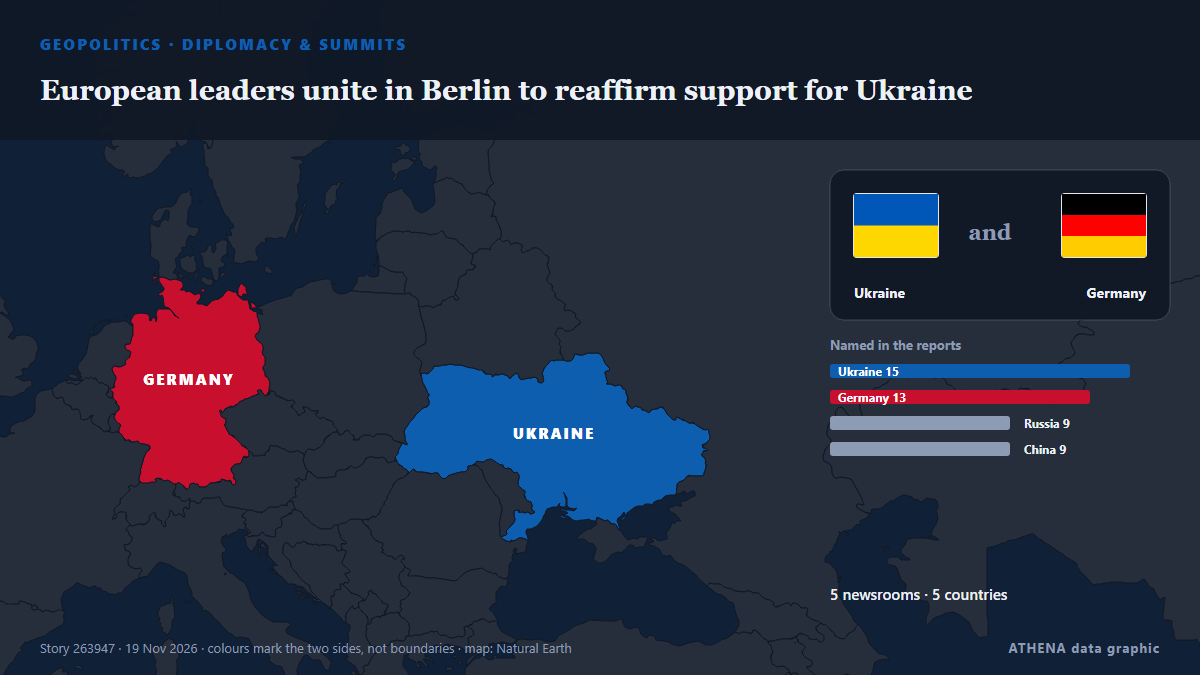 GEOPOLITICS · DIPLOMACY & SUMMITS
European leaders unite in Berlin to reaffirm support for Ukraine
and
Ukraine
Germany
Named in the reports
Ukraine 15
Germany 13
Russia 9
China 9
GERMANY
UKRAINE
5 newsrooms · 5 countries
Story 263947 · 19 Nov 2026 · colours mark the two sides, not boundaries · map: Natural Earth
ATHENA data graphic